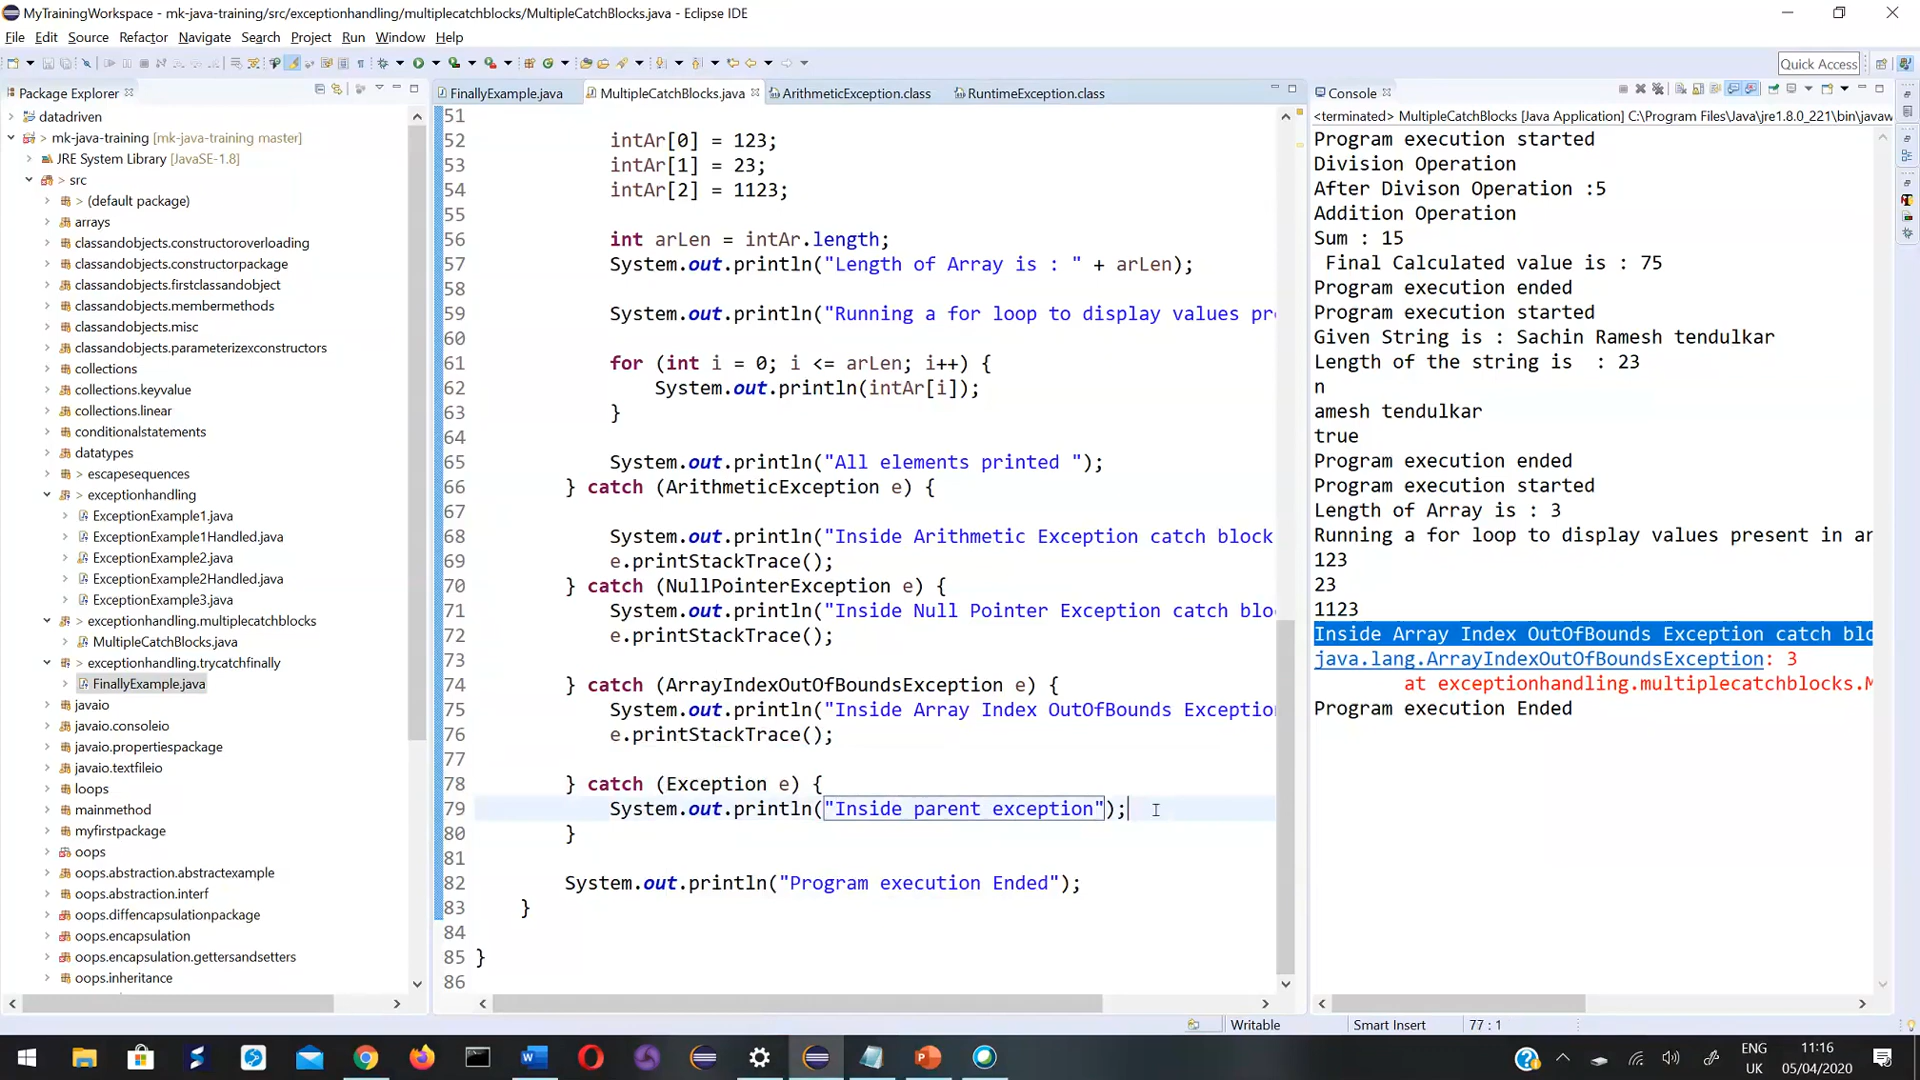 MyTrainingWorkspace - mk-java-training/src/exceptionhandling/multiplecatchblocks/MultipleCatchBlocks.java - Eclipse IDE
File Edit Source Refactor Navigate Search Project Run Window Help
Quick Access
Package Explorer
datadriven
> mk-java-training [mk-java-training master]
JRE System Library [JavaSE-1.8]
> src
> (default package)
arrays
classandobjects.constructoroverloading
classandobjects.constructorpackage
classandobjects.firstclassandobject
classandobjects.membermethods
classandobjects.misc
classandobjects.parameterizexconstructors
collections
collections.keyvalue
collections.linear
conditionalstatements
datatypes
> escapesequences
> exceptionhandling
ExceptionExample1.java
ExceptionExample1Handled.java
ExceptionExample2.java
ExceptionExample2Handled.java
ExceptionExample3.java
> exceptionhandling.multiplecatchblocks
MultipleCatchBlocks.java
> exceptionhandling.trycatchfinally
FinallyExample.java
javaio
javaio.consoleio
javaio.propertiespackage
javaio.textfileio
loops
mainmethod
myfirstpackage
oops
oops.abstraction.abstractexample
oops.abstraction.interf
oops.diffencapsulationpackage
oops.encapsulation
oops.encapsulation.gettersandsetters
oops.inheritance
FinallyExample.java MultipleCatchBlocks.java ArithmeticException.class RuntimeException.class
51
52 intAr[0] = 123;
53 intAr[1] = 23;
54 intAr[2] = 1123;
55
56 int arLen = intAr.length;
57 System.out.println("Length of Array is : " + arLen);
58
59 System.out.println("Running a for loop to display values pr
60
61 for (int i = 0; i <= arLen; i++) {
62 System.out.println(intAr[i]);
63 }
64
65 System.out.println("All elements printed ");
66 } catch (ArithmeticException e) {
67
68 System.out.println("Inside Arithmetic Exception catch block
69 e.printStackTrace();
70 } catch (NullPointerException e) {
71 System.out.println("Inside Null Pointer Exception catch blo
72 e.printStackTrace();
73
74 } catch (ArrayIndexOutOfBoundsException e) {
75 System.out.println("Inside Array Index OutOfBounds Exceptio
76 e.printStackTrace();
77
78 } catch (Exception e) {
79 System.out.println("Inside parent exception");
80 }
81
82 System.out.println("Program execution Ended");
83 }
84
85 }
86
Console
<terminated> MultipleCatchBlocks [Java Application] C:\Program Files\Java\jre1.8.0_221\bin\javaw
Program execution started
Division Operation
After Divison Operation :5
Addition Operation
Sum : 15
Final Calculated value is : 75
Program execution ended
Program execution started
Given String is : Sachin Ramesh tendulkar
Length of the string is  : 23
n
amesh tendulkar
true
Program execution ended
Program execution started
Length of Array is : 3
Running a for loop to display values present in ar
123
23
1123
Inside Array Index OutOfBounds Exception catch blo
java.lang.ArrayIndexOutOfBoundsException: 3
at exceptionhandling.multiplecatchblocks.M
Program execution Ended
Writable Smart Insert 77 : 1
ENG
UK
11:16
05/04/2020